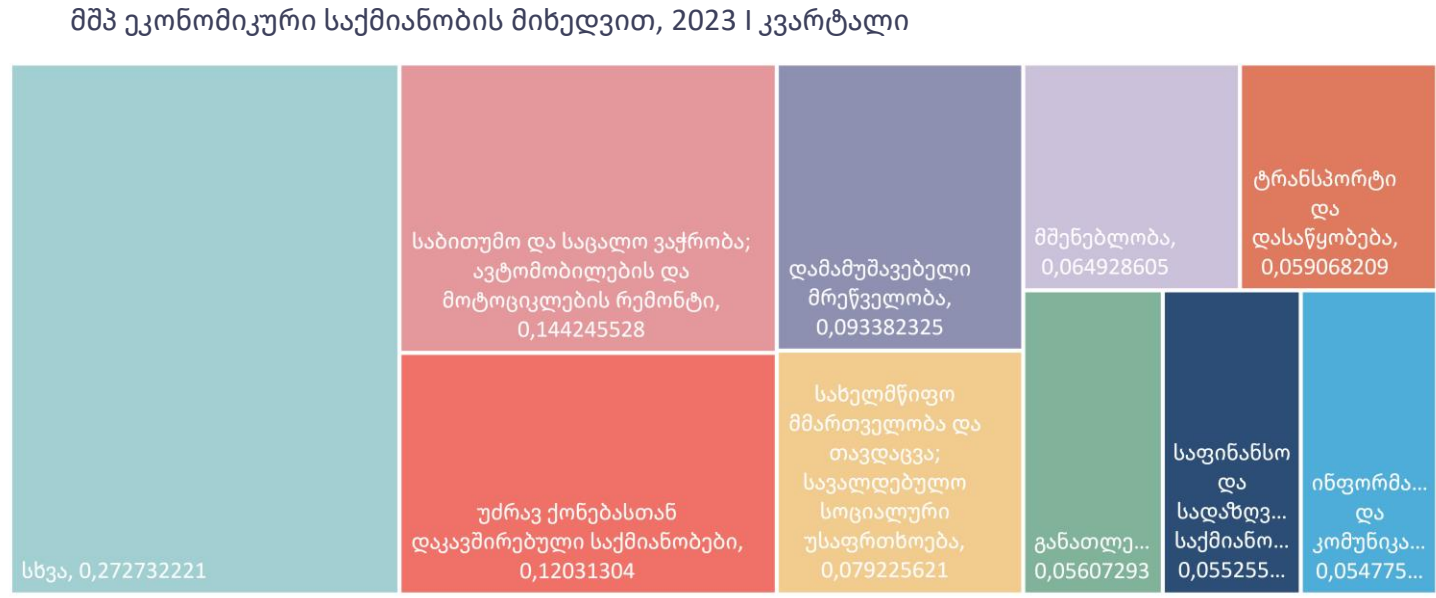 მშპ ეკონომიკური საქმიანობის მიხედვით, 2023 I კვარტალი
სხვა, 0,272732221
საბითუმო და საცალო ვაჭრობა;
ავტომობილების და
მოტოციკლების რემონტი,
0,144245528
უძრავ ქონებასთან
დაკავშირებული საქმიანობები,
0,12031304
დამამუშავებელი
მრეწველობა,
0,093382325
სახელმწიფო
მმართველობა და
თავდაცვა;
სავალდებულო
სოციალური
უსაფრთხოება,
0,079225621
მშენებლობა,
0,064928605
ტრანსპორტი
და
დასაწყობება,
0,059068209
განათლე...
0,05607293
საფინანსო
და
სადაზღვ...
საქმიანო...
0,055255...
ინფორმა...
და
კომუნიკა...
0,054775...